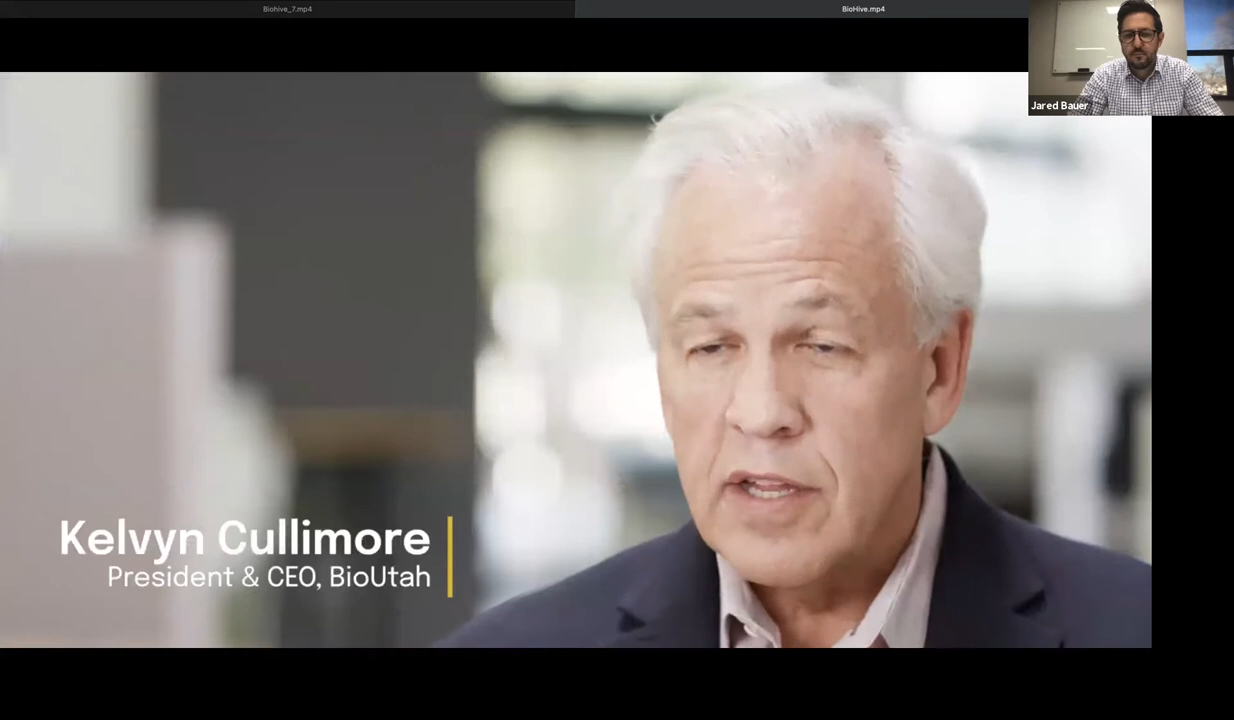 Biohive_7.mp4
BioHive.mp4
Jared Bauer
Kelvyn Cullimore
President & CEO, BioUtah